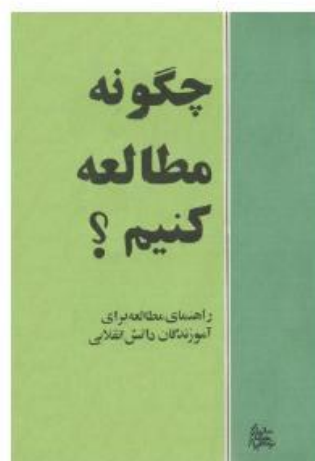 چگونه
مطالعه
کنیم ؟
راهنمای مطالعه برای
آموزندگان دانش انقلابی